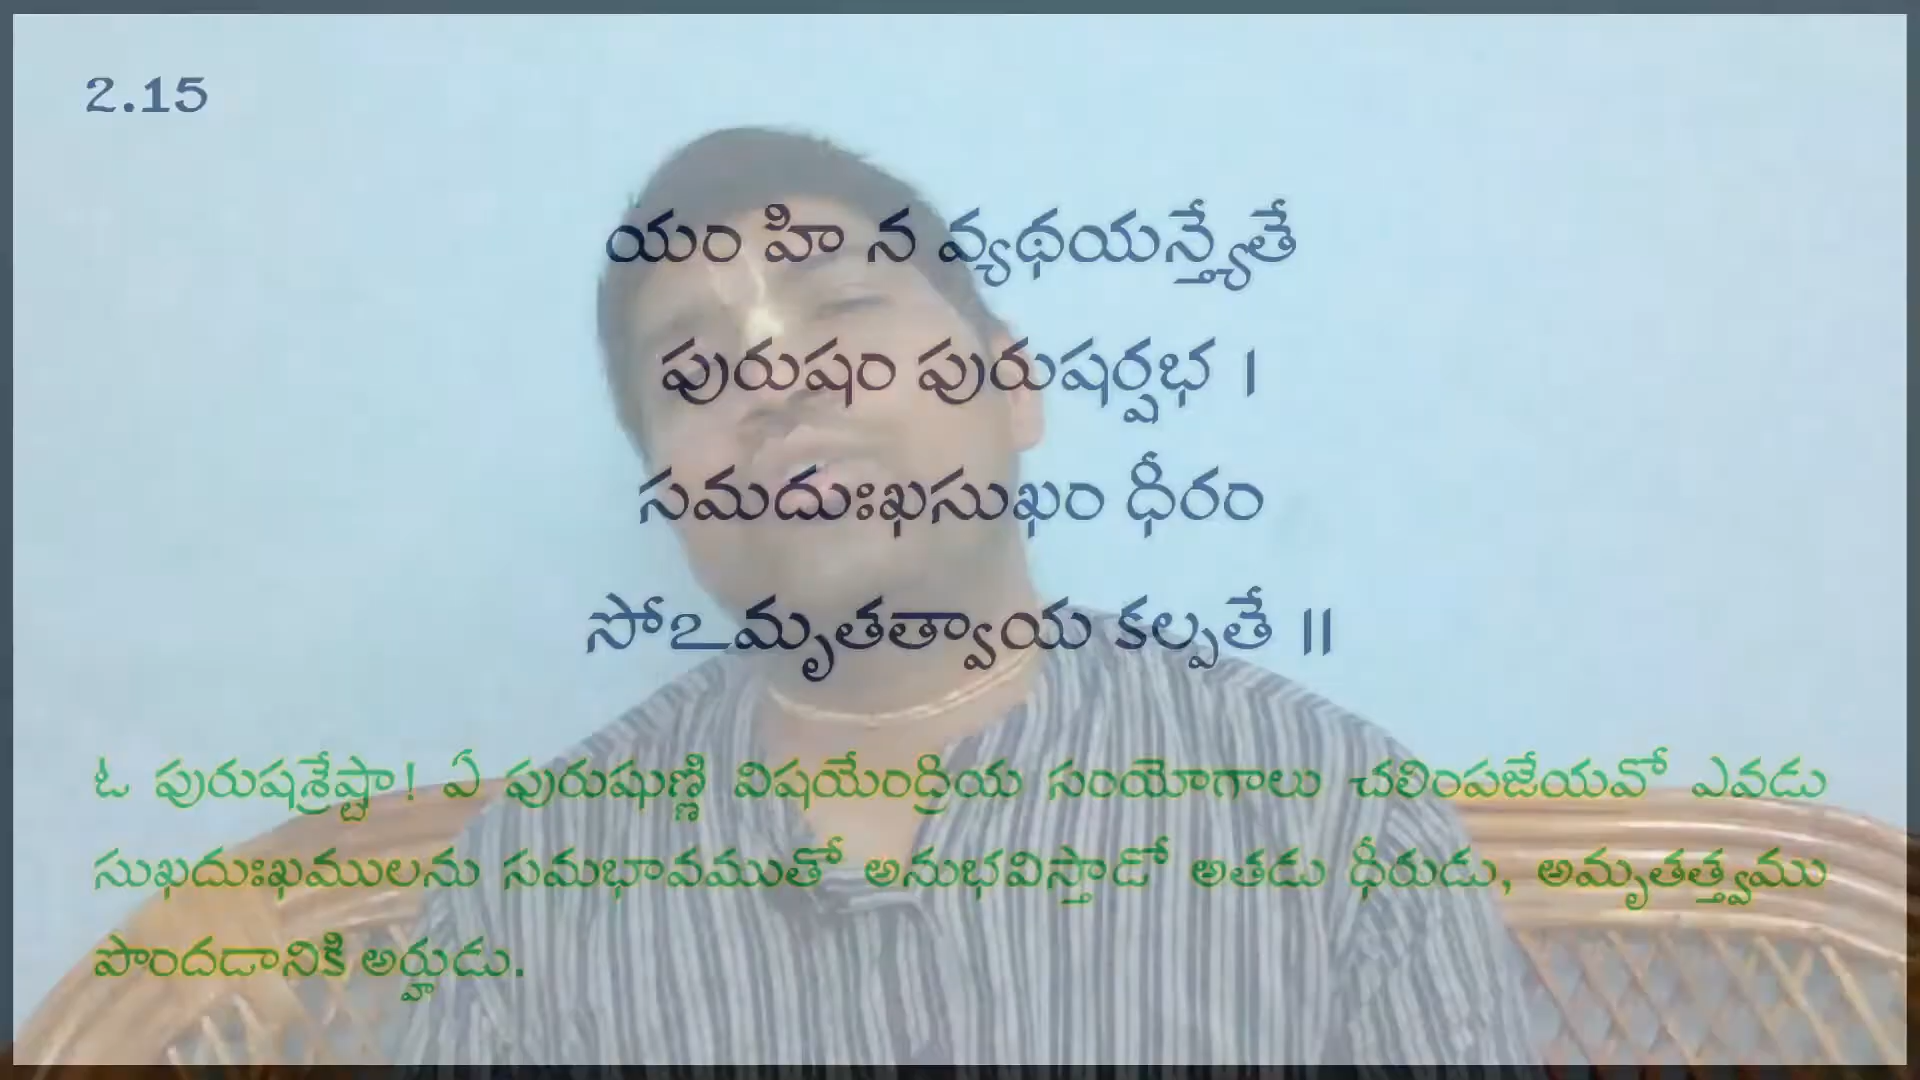 2.15
యం హి న వ్యథయన్త్యేతే
పురుషం పురుషర్షభ ।
సమదుఃఖసుఖం ధీరం
సోఽమృతత్వాయ కల్పతే ॥
ఓ పురుషశ్రేష్టా! ఏ పురుషుణ్ణి విషయేంద్రియ సంయోగాలు చలింపజేయవో ఎవడు
సుఖదుఃఖములను సమభావముతో అనుభవిస్తాడో అతడు ధీరుడు, అమృతత్త్వము
పొందడానికి అర్హుడు.